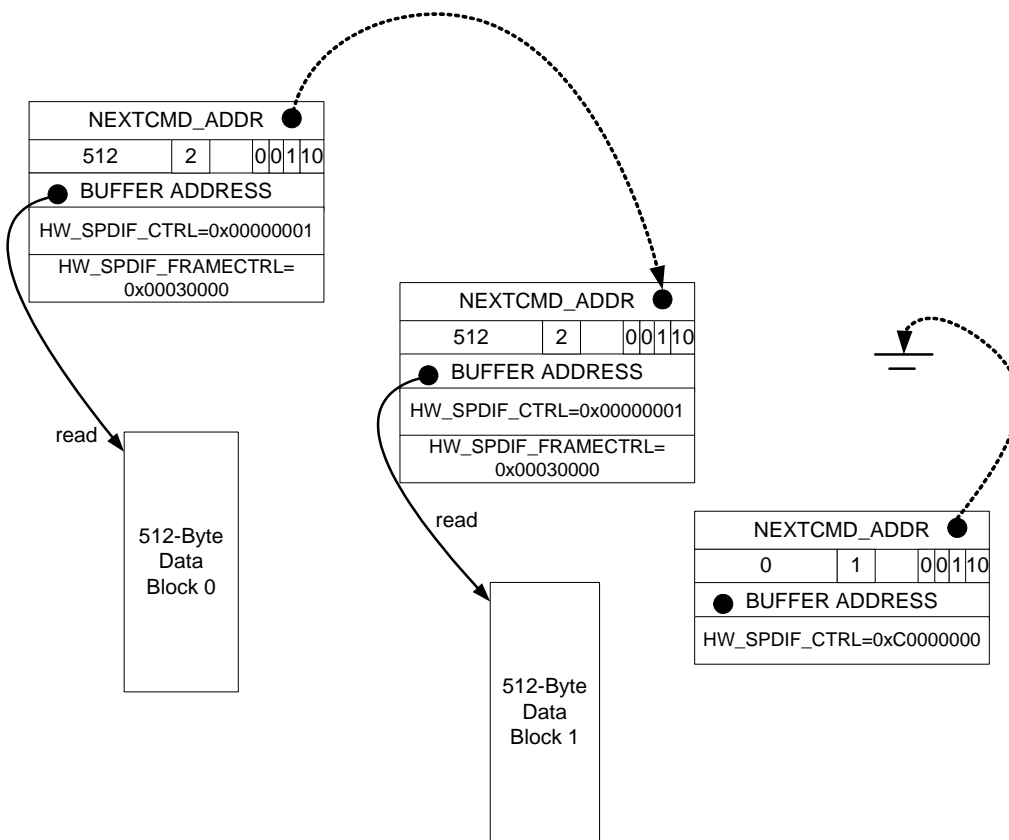 NEXTCMD_ADDR
512 2 0 0 1 10
BUFFER ADDRESS
HW_SPDIF_CTRL=0x00000001
HW_SPDIF_FRAMECTRL=
0x00030000
read
512-Byte
Data
Block 0
NEXTCMD_ADDR
512 2 0 0 1 10
BUFFER ADDRESS
HW_SPDIF_CTRL=0x00000001
HW_SPDIF_FRAMECTRL=
0x00030000
read
512-Byte
Data
Block 1
NEXTCMD_ADDR
0 1 0 0 1 10
BUFFER ADDRESS
HW_SPDIF_CTRL=0xC0000000